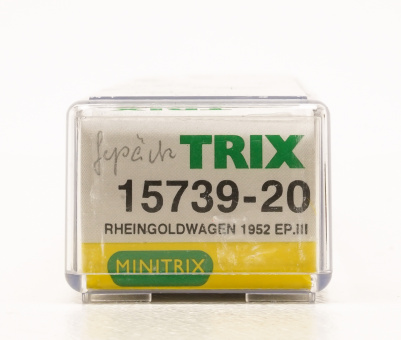 Gepäck TRIX
15739-20
RHEINGOLDWAGEN 1952 EP.III
MINITRIX